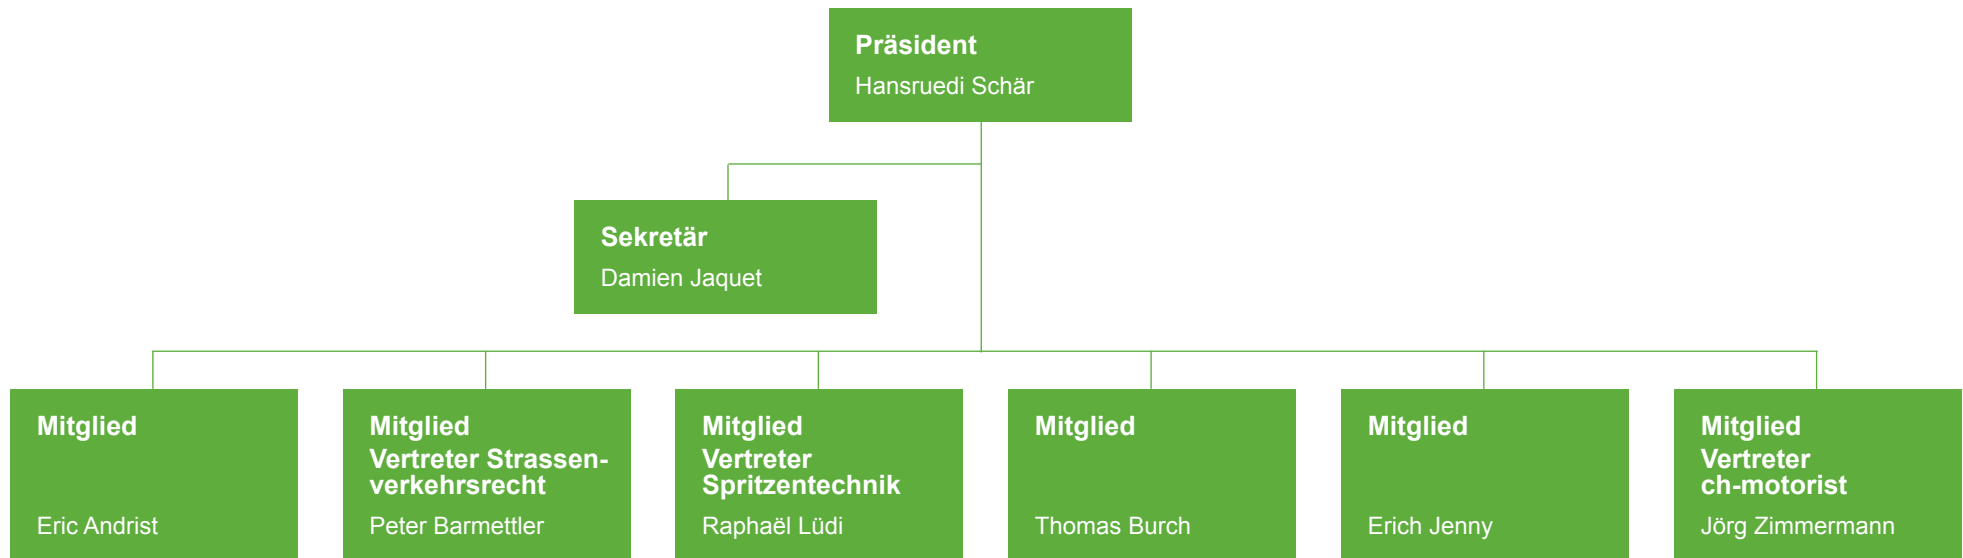 Präsident
Hansruedi Schär
Sekretär
Damien Jaquet
Mitglied
Eric Andrist
Mitglied
Vertreter Strassen-
verkehrsrecht
Peter Barmettler
Mitglied
Vertreter
Spritzentechnik
Raphaël Lüdi
Mitglied
Thomas Burch
Mitglied
Erich Jenny
Mitglied
Vertreter
ch-motorist
Jörg Zimmermann